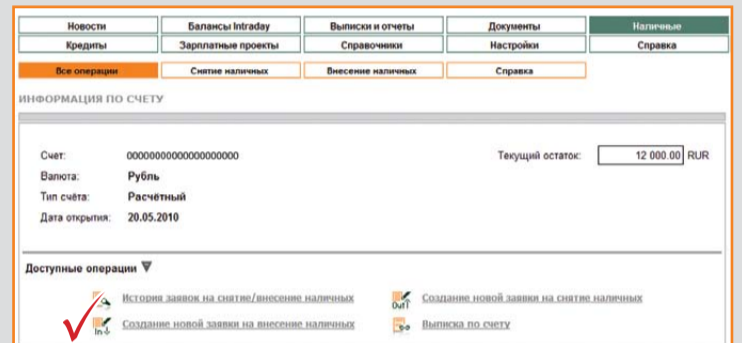 Новости Балансы Intraday Выписки и отчеты Документы Наличные
Кредиты Зарплатные проекты Справочники Настройки Справка
Все операции Снятие наличных Внесение наличных Справка
ИНФОРМАЦИЯ ПО СЧЕТУ
Счет: 00000000000000000000 Текущий остаток: 12 000.00 RUR
Валюта: Рубль
Тип счёта: Расчётный
Дата открытия: 20.05.2010
Доступные операции
История заявок на снятие/внесение наличных Out Создание новой заявки на снятие наличных
In Создание новой заявки на внесение наличных Выписка по счету